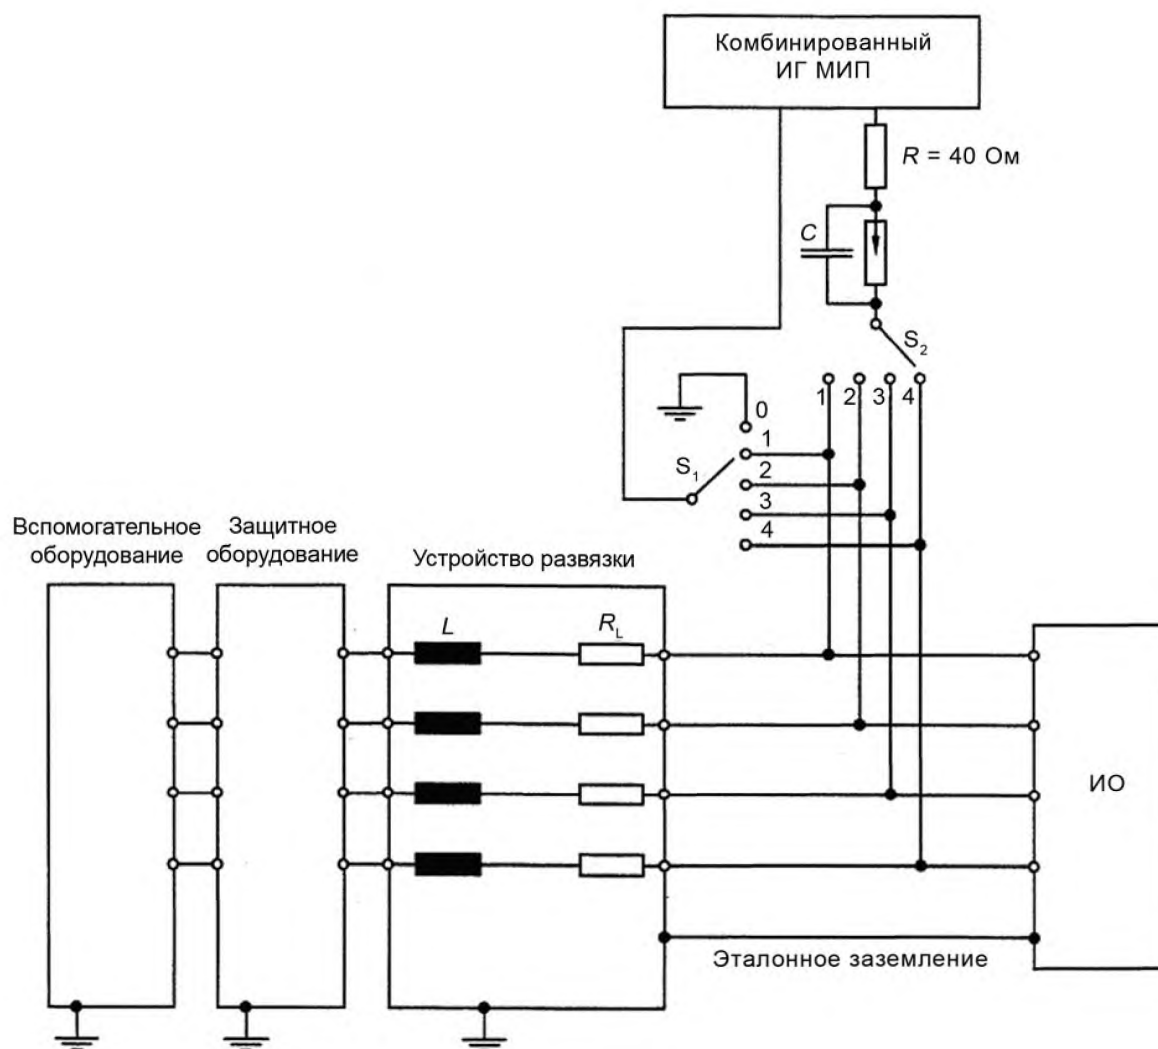 Комбинированный
ИГ МИП
R = 40 Ом
C
S2
1 2 3 4
0
1
2
3
4
S1
Вспомогательное
оборудование
Защитное
оборудование
Устройство развязки
L
RL
ИО
Эталонное заземление